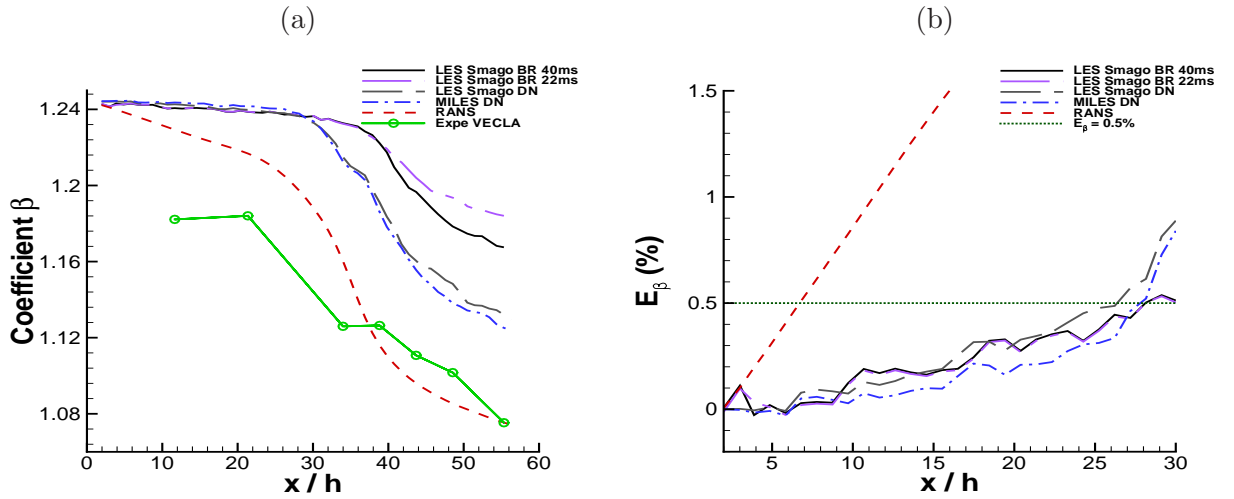 (a)
LES Smago BR 40ms
LES Smago BR 22ms
LES Smago DN
MILES DN
RANS
Expe VECLA
Coefficient β
1.24
1.2
1.16
1.12
1.08
0 10 20 30 40 50 60
x / h
(b)
LES Smago BR 40ms
LES Smago BR 22ms
LES Smago DN
MILES DN
RANS
Eβ = 0.5%
Eβ (%)
1.5
1
0.5
0
5 10 15 20 25 30
x / h